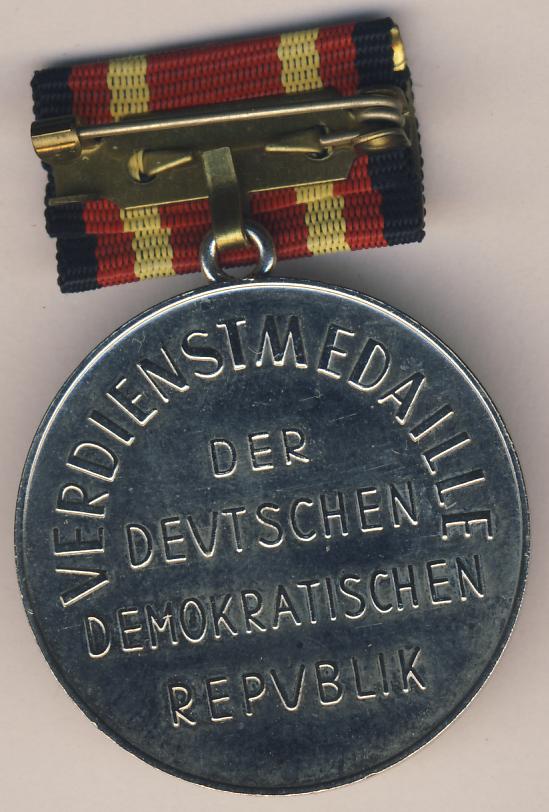 VERDIENSTMEDAILLE
DER
DEVTSCHEN
DEMOKRATISCHEN
REPVBLIK